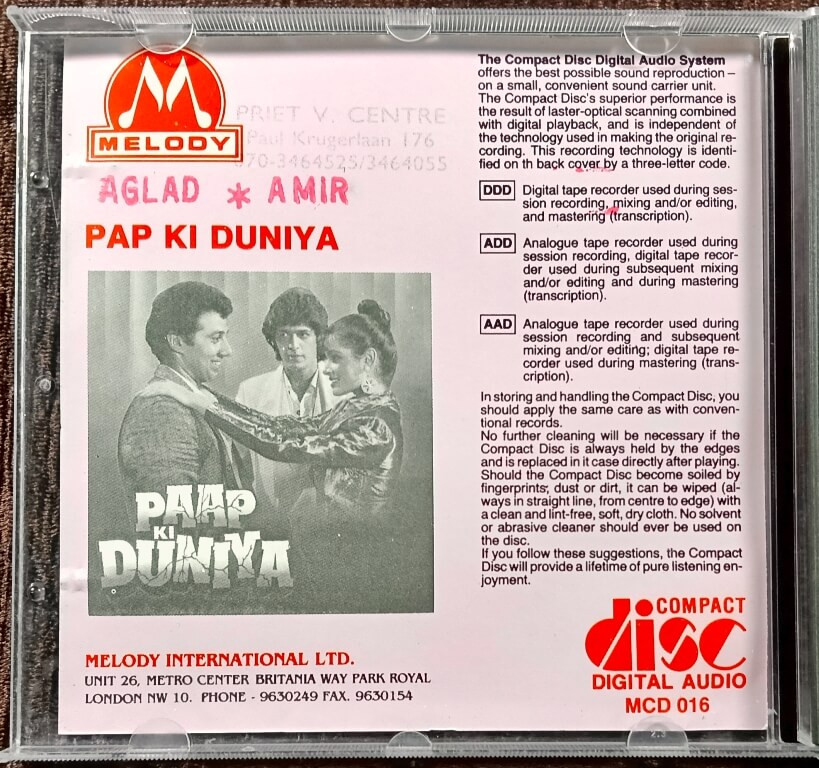 MELODY
PRIET V. CENTRE
Paul Krugerlaan 176
070-3464525/3464055
AGLAD * AMIR
PAP KI DUNIYA
PAAP
KI
DUNIYA
MELODY INTERNATIONAL LTD.
UNIT 26, METRO CENTER BRITANIA WAY PARK ROYAL
LONDON NW 10. PHONE - 9630249 FAX. 9630154
The Compact Disc Digital Audio System
offers the best possible sound reproduction –
on a small, convenient sound carrier unit.
The Compact Disc's superior performance is
the result of laster-optical scanning combined
with digital playback, and is independent of
the technology used in making the original re-
cording. This recording technology is identi-
fied on th back cover by a three-letter code.
DDD Digital tape recorder used during ses-
sion recording, mixing and/or editing,
and mastering (transcription).
ADD Analogue tape recorder used during
session recording, digital tape recor-
der used during subsequent mixing
and/or editing and during mastering
(transcription).
AAD Analogue tape recorder used during
session recording and subsequent
mixing and/or editing; digital tape re-
corder used during mastering (trans-
cription).
In storing and handling the Compact Disc, you
should apply the same care as with conven-
tional records.
No further cleaning will be necessary if the
Compact Disc is always held by the edges
and is replaced in it case directly after playing.
Should the Compact Disc become soiled by
fingerprints, dust or dirt, it can be wiped (al-
ways in straight line, from centre to edge) with
a clean and lint-free, soft, dry cloth. No solvent
or abrasive cleaner should ever be used on
the disc.
If you follow these suggestions, the Compact
Disc will provide a lifetime of pure listening en-
joyment.
COMPACT
disc
DIGITAL AUDIO
MCD 016